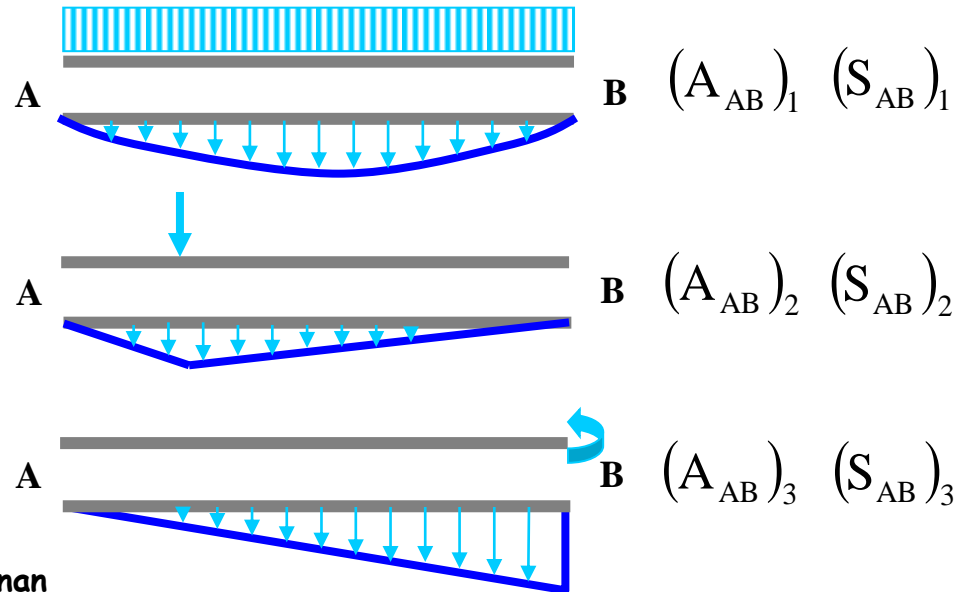 A B (A_AB)_1 (S_AB)_1
A B (A_AB)_2 (S_AB)_2
A B (A_AB)_3 (S_AB)_3
nan